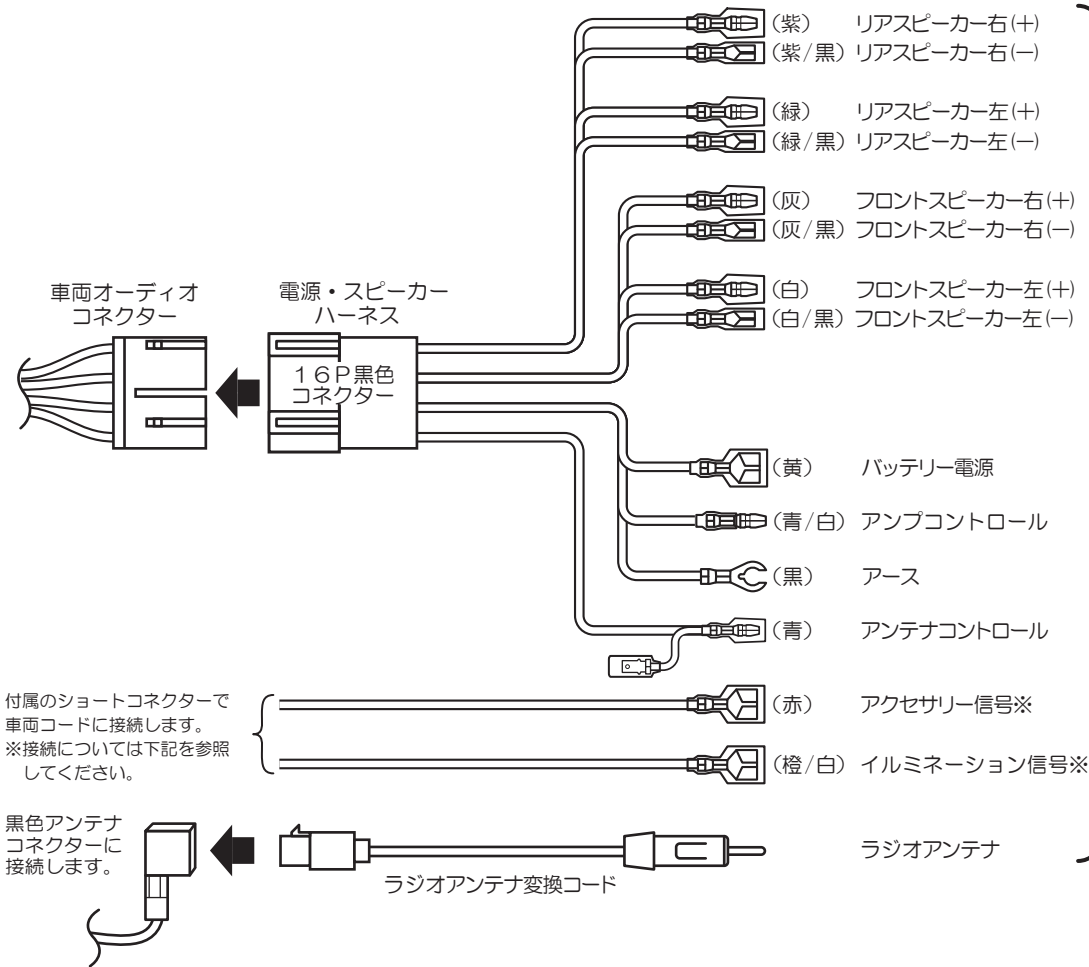 (紫) リアスピーカー右(+)
(紫/黒) リアスピーカー右(ー)
(緑) リアスピーカー左(+)
(緑/黒) リアスピーカー左(ー)
(灰) フロントスピーカー右(+)
(灰/黒) フロントスピーカー右(ー)
(白) フロントスピーカー左(+)
(白/黒) フロントスピーカー左(ー)
車両オーディオ
コネクター
電源・スピーカー
ハーネス
16P黒色
コネクター
(黄) バッテリー電源
(青/白) アンプコントロール
(黒) アース
(青) アンテナコントロール
付属のショートコネクターで
車両コードに接続します。
※接続については下記を参照
してください。
(赤) アクセサリー信号※
(橙/白) イルミネーション信号※
黒色アンテナ
コネクターに
接続します。
ラジオアンテナ変換コード
ラジオアンテナ